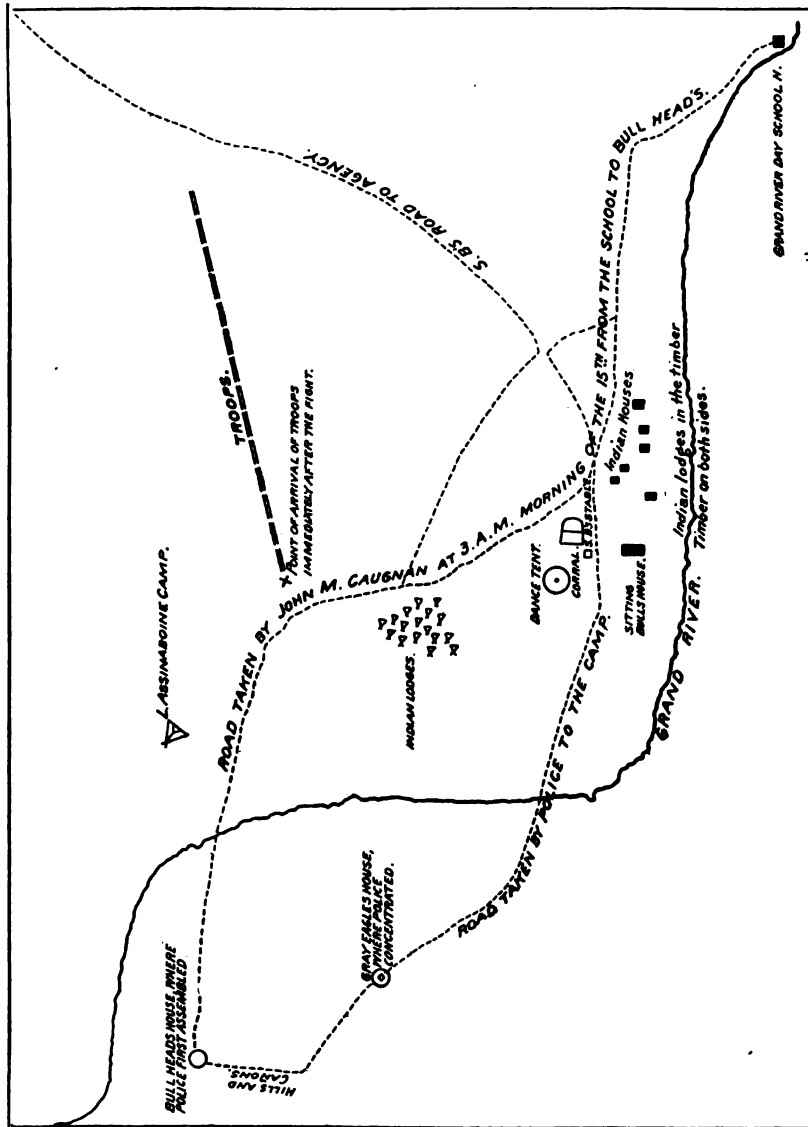 GRAND RIVER DAY SCHOOL H.
S. B'S ROAD TO AGENCY.
TROOPS.
POINT OF ARRIVAL OF TROOPS
IMMEDIATELY AFTER THE FIGHT.
1 ASSINABOINE CAMP.
ROAD TAKEN BY JOHN M. CAUGNAN AT 3.A.M. MORNING OF THE 15TH FROM THE SCHOOL TO BULL HEAD'S.
INDIAN LODGES.
DANCE TENT.
CORRAL.
S.B'S STABLE
Indian Houses
SITTING
BULLS HOUSE.
Indian lodges in the timber
Timber on both sides.
GRAND RIVER.
ROAD TAKEN BY POLICE TO THE CAMP.
GRAY EAGLES HOUSE,
WHERE POLICE
CONCENTRATED.
BULL HEADS HOUSE, WHERE
POLICE FIRST ASSEMBLED
HILLS AND
CAÑONS.